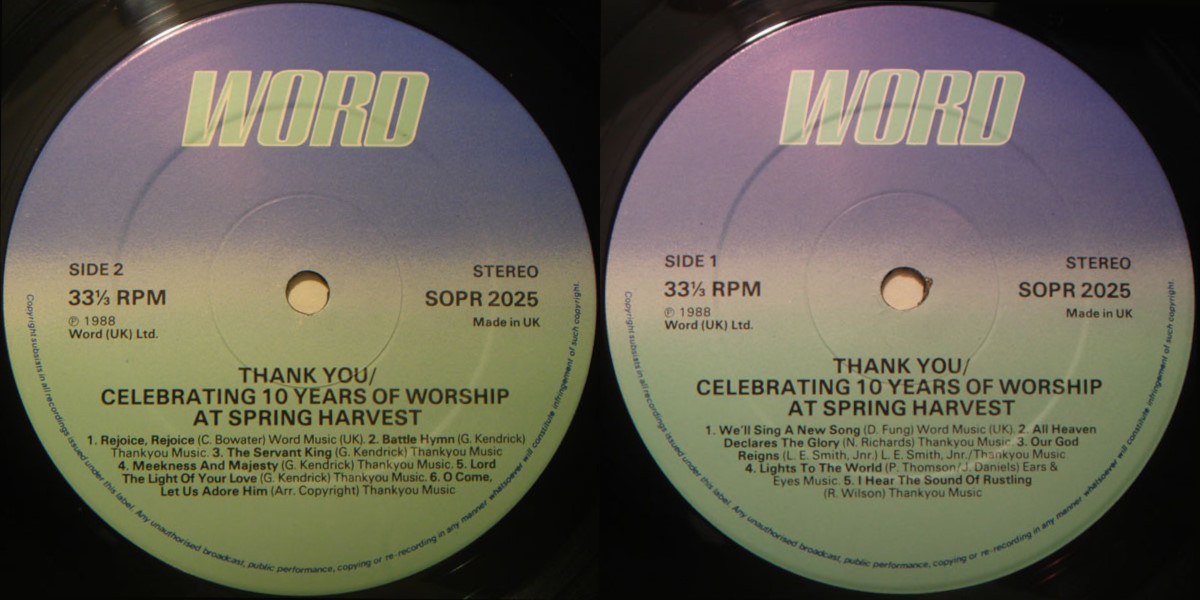 WORD
SIDE 2
STEREO
33⅓ RPM
SOPR 2025
℗ 1988
Word (UK) Ltd.
Made in UK
THANK YOU/
CELEBRATING 10 YEARS OF WORSHIP
AT SPRING HARVEST
1. Rejoice, Rejoice (C. Bowater) Word Music (UK). 2. Battle Hymn (G. Kendrick)
Thankyou Music. 3. The Servant King (G. Kendrick) Thankyou Music.
4. Meekness And Majesty (G. Kendrick) Thankyou Music. 5. Lord
The Light Of Your Love (G. Kendrick) Thankyou Music. 6. O Come,
Let Us Adore Him (Arr. Copyright) Thankyou Music
Copyright subsists in all recordings issued under this label. Any unauthorised broadcast, public performance, copying or re-recording in any manner whatsoever will constitute infringement of such copyright.
WORD
SIDE 1
STEREO
33⅓ RPM
SOPR 2025
℗ 1988
Word (UK) Ltd.
Made in UK
THANK YOU/
CELEBRATING 10 YEARS OF WORSHIP
AT SPRING HARVEST
1. We'll Sing A New Song (D. Fung) Word Music (UK). 2. All Heaven
Declares The Glory (N. Richards) Thankyou Music. 3. Our God
Reigns (L. E. Smith, Jnr.) L. E. Smith, Jnr./Thankyou Music
4. Lights To The World (P. Thomson/J. Daniels) Ears &
Eyes Music. 5. I Hear The Sound Of Rustling
(R. Wilson) Thankyou Music
Copyright subsists in all recordings issued under this label. Any unauthorised broadcast, public performance, copying or re-recording in any manner whatsoever will constitute infringement of such copyright.